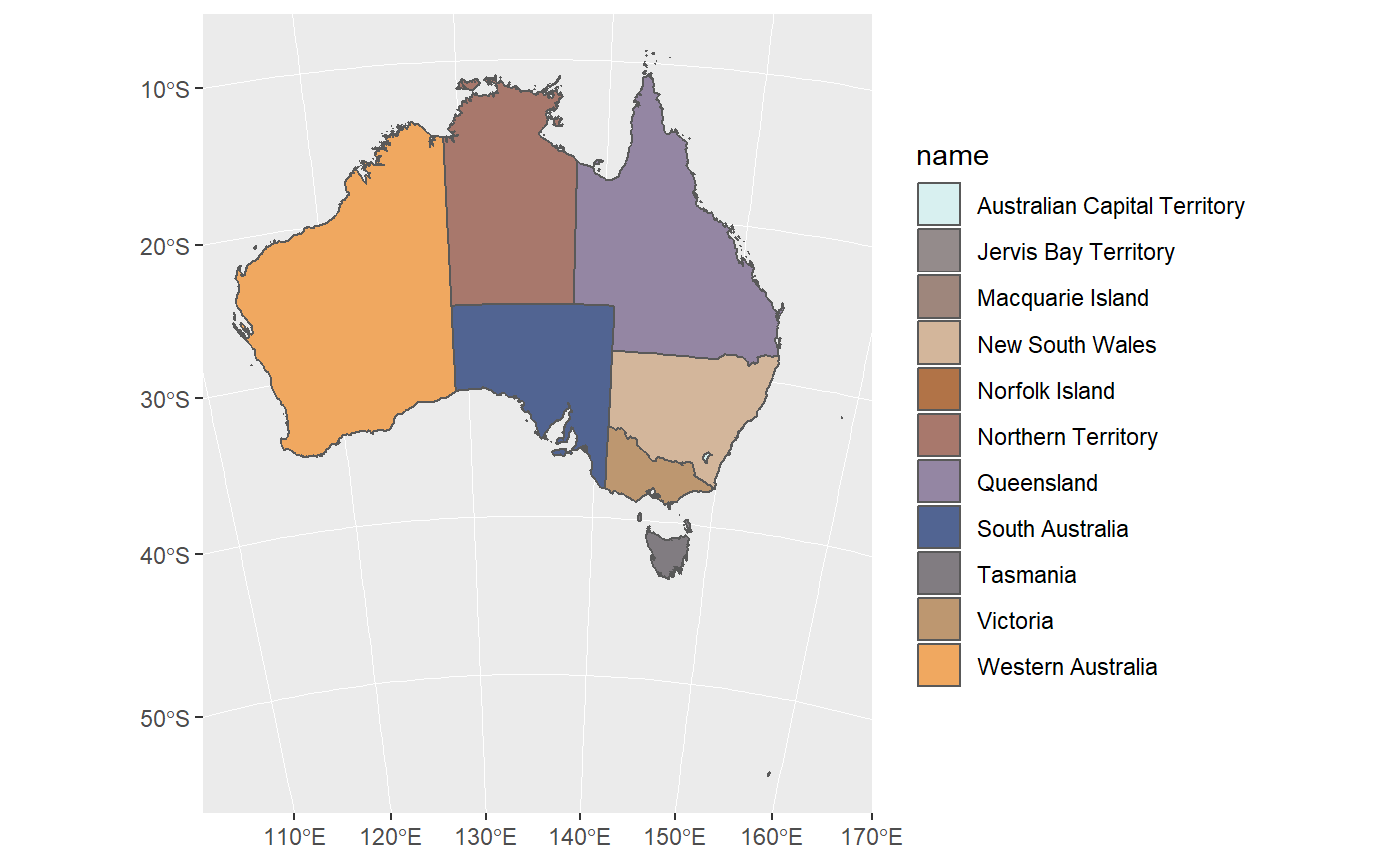 10°S
20°S
30°S
40°S
50°S
110°E 120°E 130°E 140°E 150°E 160°E 170°E
name
Australian Capital Territory
Jervis Bay Territory
Macquarie Island
New South Wales
Norfolk Island
Northern Territory
Queensland
South Australia
Tasmania
Victoria
Western Australia